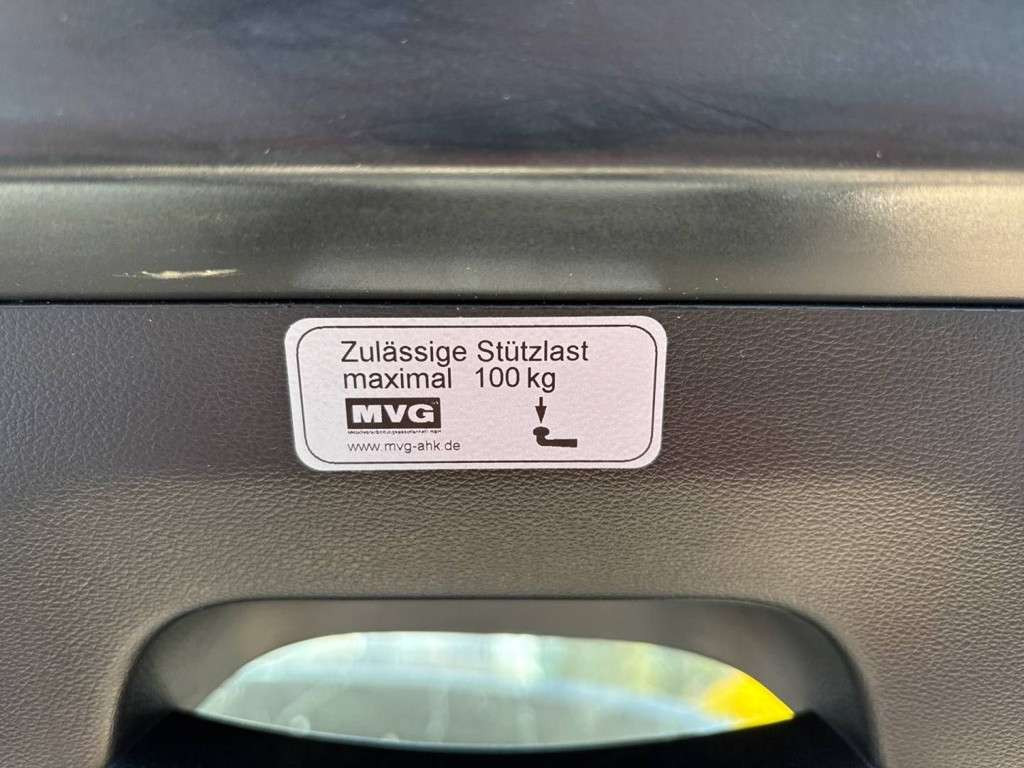 Zulässige Stützlast
maximal 100 kg
MVG
www.mvg-ahk.de